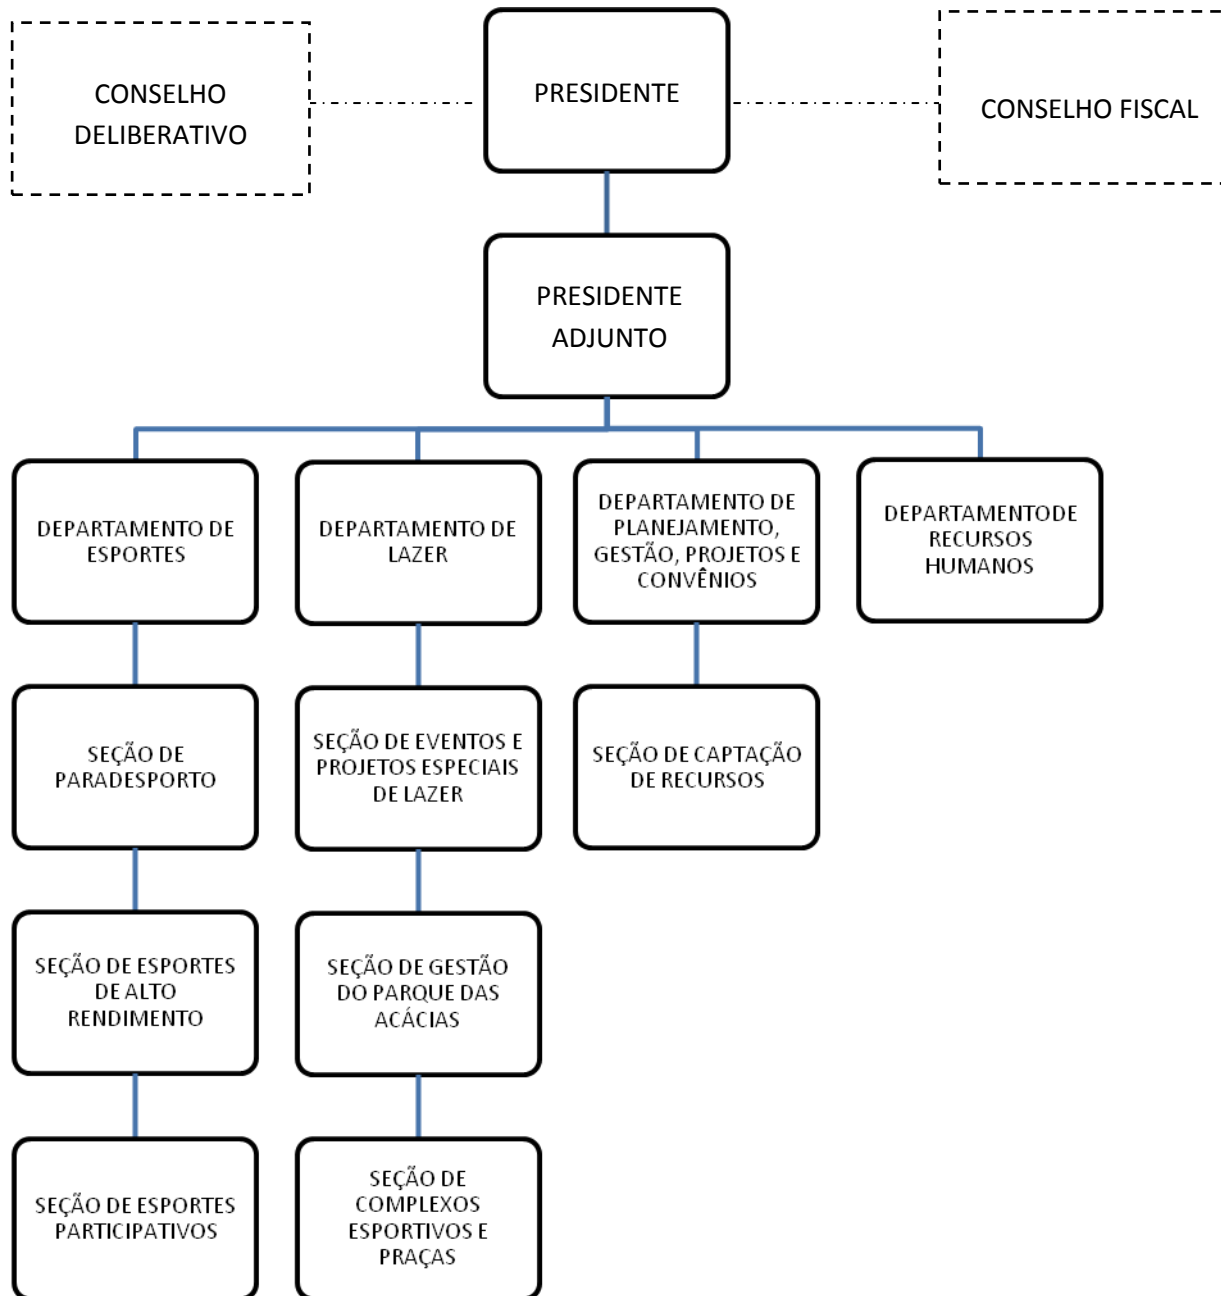 CONSELHO
DELIBERATIVO
PRESIDENTE
CONSELHO FISCAL
PRESIDENTE
ADJUNTO
DEPARTAMENTO DE
ESPORTES
DEPARTAMENTO DE
LAZER
DEPARTAMENTO DE
PLANEJAMENTO,
GESTÃO, PROJETOS E
CONVÊNIOS
DEPARTAMENTODE
RECURSOS
HUMANOS
SEÇÃO DE
PARADESPORTO
SEÇÃO DE EVENTOS E
PROJETOS ESPECIAIS
DE LAZER
SEÇÃO DE CAPTAÇÃO
DE RECURSOS
SEÇÃO DE ESPORTES
DE ALTO
RENDIMENTO
SEÇÃO DE GESTÃO
DO PARQUE DAS
ACÁCIAS
SEÇÃO DE ESPORTES
PARTICIPATIVOS
SEÇÃO DE
COMPLEXOS
ESPORTIVOS E
PRAÇAS